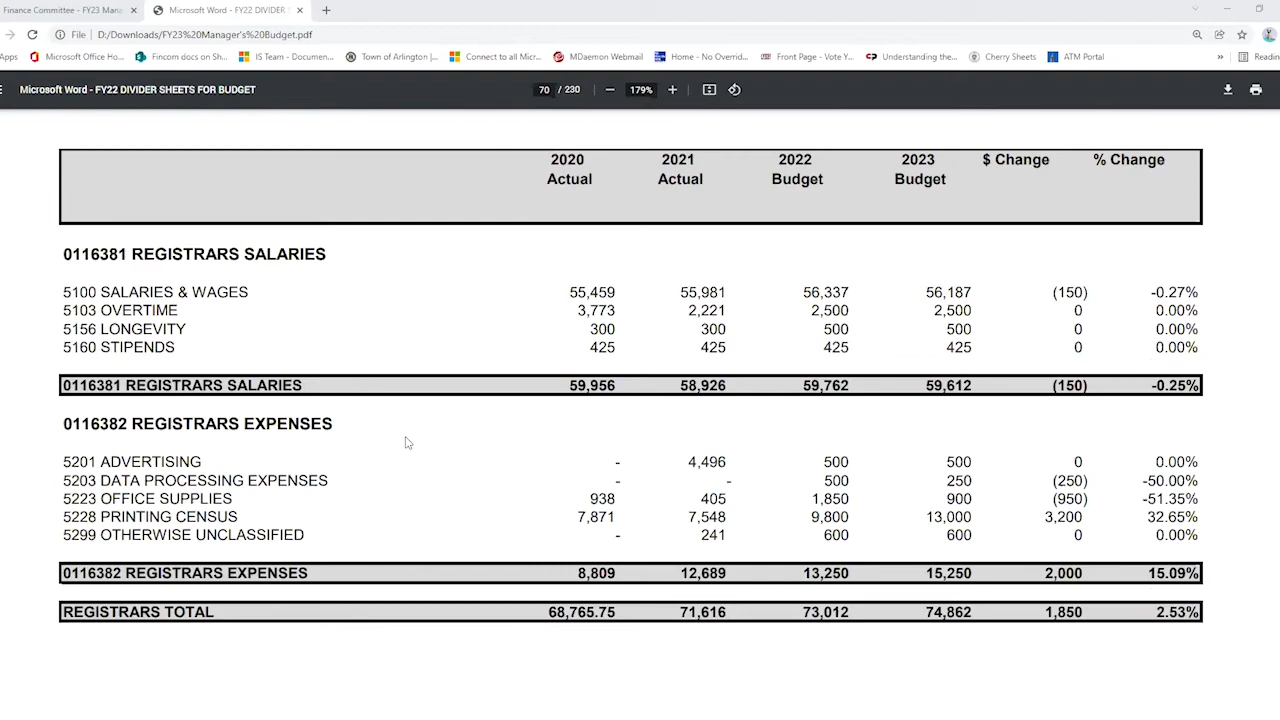 Finance Committee - FY23 Mana
Microsoft Word - FY22 DIVIDER
File D:/Downloads/FY23%20Manager's%20Budget.pdf
Apps Microsoft Office Ho... Fincom docs on Sh... IS Team - Documen... Town of Arlington |... Connect to all Micr... MDaemon Webmail Home - No Overrid... Front Page - Vote Y... Understanding the... Cherry Sheets ATM Portal » Readin
Microsoft Word - FY22 DIVIDER SHEETS FOR BUDGET 70 / 230 179%
2020 2021 2022 2023 $ Change % Change
Actual Actual Budget Budget
0116381 REGISTRARS SALARIES
5100 SALARIES & WAGES 55,459 55,981 56,337 56,187 (150) -0.27%
5103 OVERTIME 3,773 2,221 2,500 2,500 0 0.00%
5156 LONGEVITY 300 300 500 500 0 0.00%
5160 STIPENDS 425 425 425 425 0 0.00%
0116381 REGISTRARS SALARIES 59,956 58,926 59,762 59,612 (150) -0.25%
0116382 REGISTRARS EXPENSES
5201 ADVERTISING - 4,496 500 500 0 0.00%
5203 DATA PROCESSING EXPENSES - - 500 250 (250) -50.00%
5223 OFFICE SUPPLIES 938 405 1,850 900 (950) -51.35%
5228 PRINTING CENSUS 7,871 7,548 9,800 13,000 3,200 32.65%
5299 OTHERWISE UNCLASSIFIED - 241 600 600 0 0.00%
0116382 REGISTRARS EXPENSES 8,809 12,689 13,250 15,250 2,000 15.09%
REGISTRARS TOTAL 68,765.75 71,616 73,012 74,862 1,850 2.53%